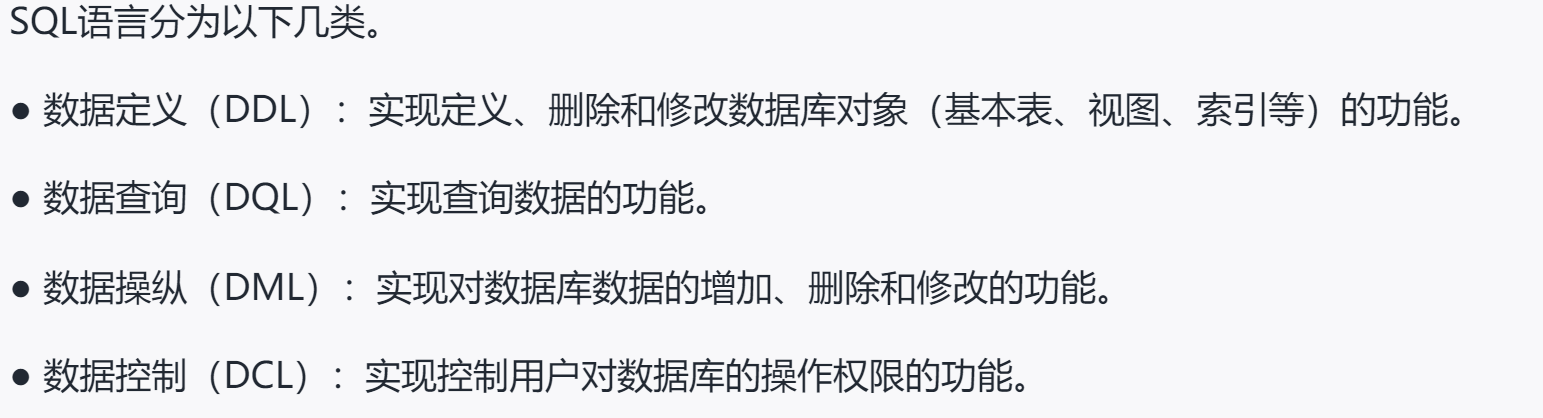 SQL语言分为以下几类。
● 数据定义（DDL）：实现定义、删除和修改数据库对象（基本表、视图、索引等）的功能。
● 数据查询（DQL）：实现查询数据的功能。
● 数据操纵（DML）：实现对数据库数据的增加、删除和修改的功能。
● 数据控制（DCL）：实现控制用户对数据库的操作权限的功能。